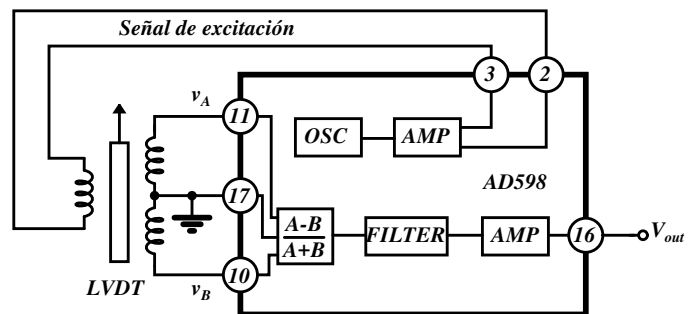 Señal de excitación
3
2
v_A
11
OSC
AMP
AD598
17
A-B
A+B
FILTER
AMP
16
V_out
LVDT
v_B
10